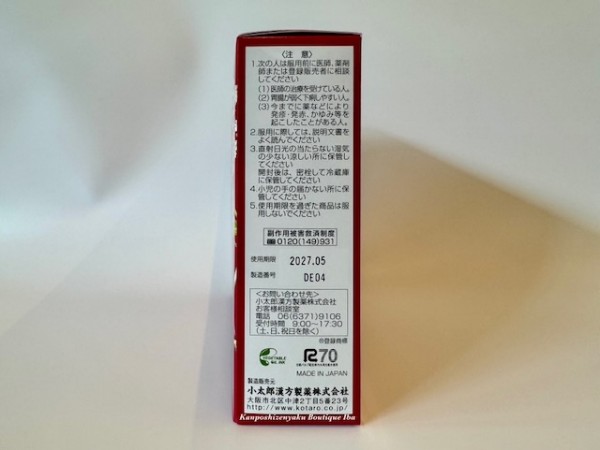 〈注 意〉
1.次の人は服用前に医師、薬剤
師または登録販売者に相談
してください
(1)医師の治療を受けている人。
(2)胃腸が弱く下痢しやすい人。
(3)今までに薬などにより
発疹・発赤、かゆみ等を
起こしたことがある人。
2.服用に際しては、説明文書を
よく読んでください
3.直射日光の当たらない湿気
の少ない涼しい所に保管し
てください
開封後は、密栓して冷蔵庫
に保管してください
4.小児の手の届かない所に保
管してください
5.使用期限を過ぎた商品は服
用しないでください
副作用被害救済制度
0120(149)931
使用期限 2027.05
製造番号 DE04
<お問い合わせ先>
小太郎漢方製薬株式会社
お客様相談室
電話 06(6371)9106
受付時間 9:00～17:30
(土、日、祝日を除く)
®登録商標
VEGETABLE
R70
MADE IN JAPAN
製造販売元
小太郎漢方製薬株式会社
大阪市北区中津2丁目5番23号
http://www.kotaro.co.jp/
Kanposhizenyaku Boutique Iba